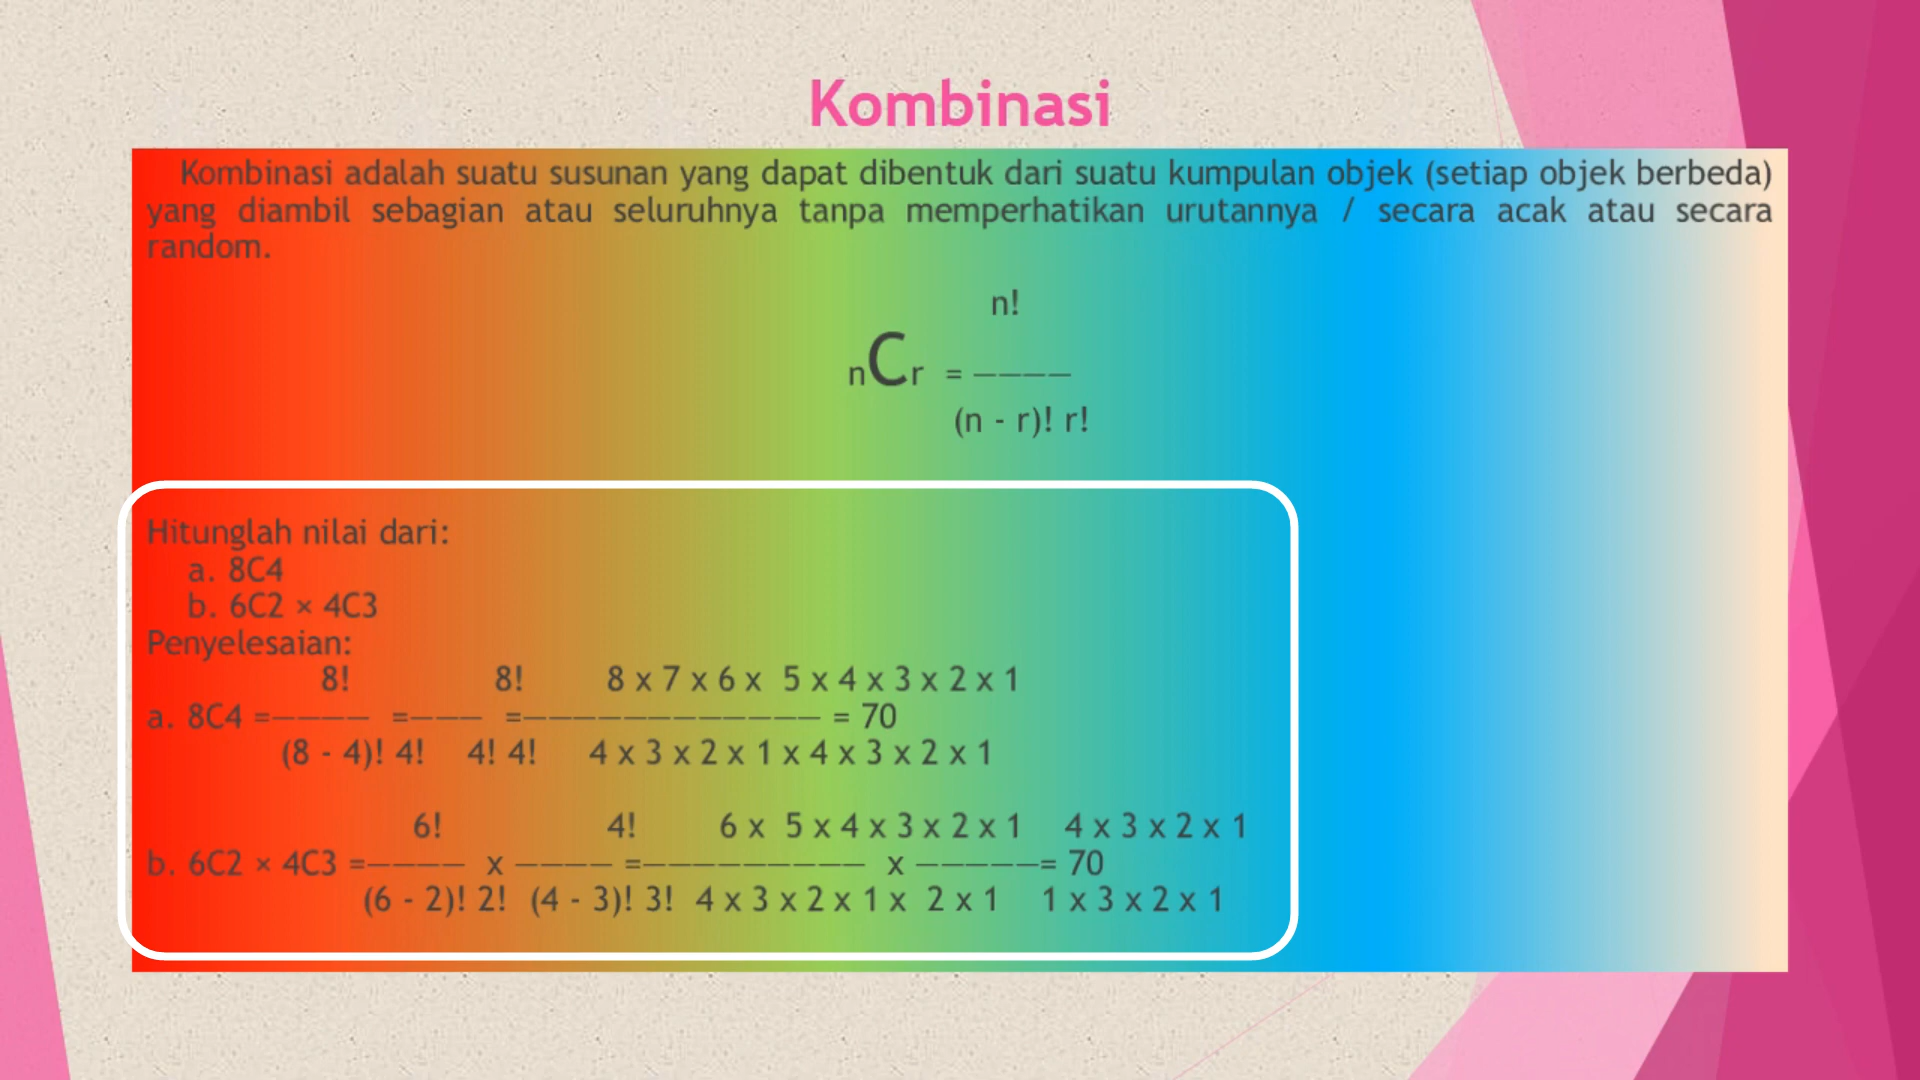 Kombinasi
Kombinasi adalah suatu susunan yang dapat dibentuk dari suatu kumpulan objek (setiap objek berbeda)
yang diambil sebagian atau seluruhnya tanpa memperhatikan urutannya / secara acak atau secara
random.
n!
nCr = ————
(n - r)! r!
Hitunglah nilai dari:
a. 8C4
b. 6C2 × 4C3
Penyelesaian:
8! 8! 8 x 7 x 6 x 5 x 4 x 3 x 2 x 1
a. 8C4 =———— =——— =———————————— = 70
(8 - 4)! 4! 4! 4! 4 x 3 x 2 x 1 x 4 x 3 x 2 x 1
6! 4! 6 x 5 x 4 x 3 x 2 x 1 4 x 3 x 2 x 1
b. 6C2 × 4C3 =———— x ———— =————————— x —————= 70
(6 - 2)! 2! (4 - 3)! 3! 4 x 3 x 2 x 1 x 2 x 1 1 x 3 x 2 x 1